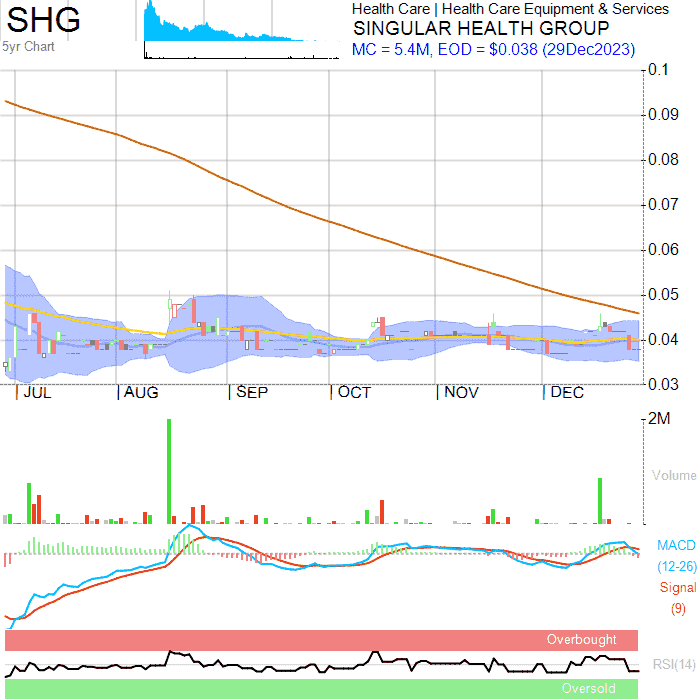 SHG
5yr Chart
Health Care | Health Care Equipment & Services
SINGULAR HEALTH GROUP
MC = 5.4M, EOD = $0.038 (29Dec2023)
0.1
0.09
0.08
0.07
0.06
0.05
0.04
0.03
JUL AUG SEP OCT NOV DEC
2M
Volume
MACD
(12-26)
Signal
(9)
Overbought
RSI(14)
Oversold